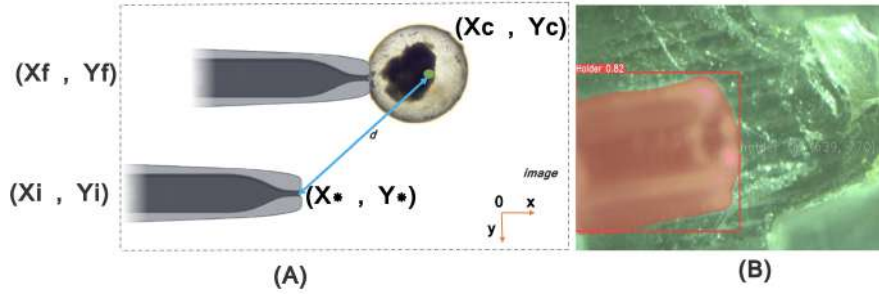 (Xc , Yc)
(Xf , Yf)
d
(Xi , Yi)
(X* , Y*)
image
0 x
y
(A)
Holder 0.82
(B)